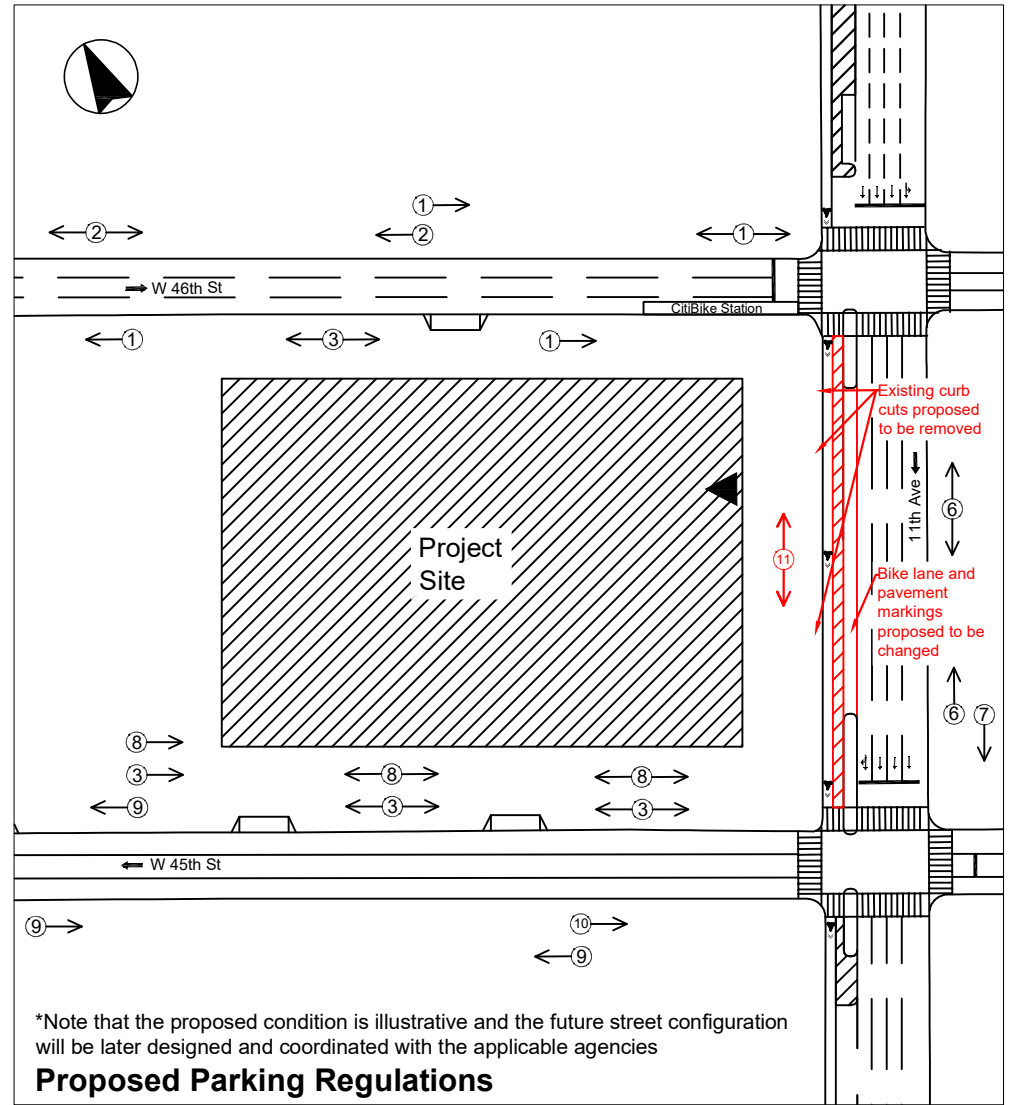 1
2
2
1
W 46th St
CitiBike Station
1
3
1
Existing curb
cuts proposed
to be removed
11th Ave
6
Project
Site
11
Bike lane and
pavement
markings
proposed to be
changed
6
7
8
8
8
3
3
3
9
W 45th St
9
10
9
*Note that the proposed condition is illustrative and the future street configuration
will be later designed and coordinated with the applicable agencies
Proposed Parking Regulations